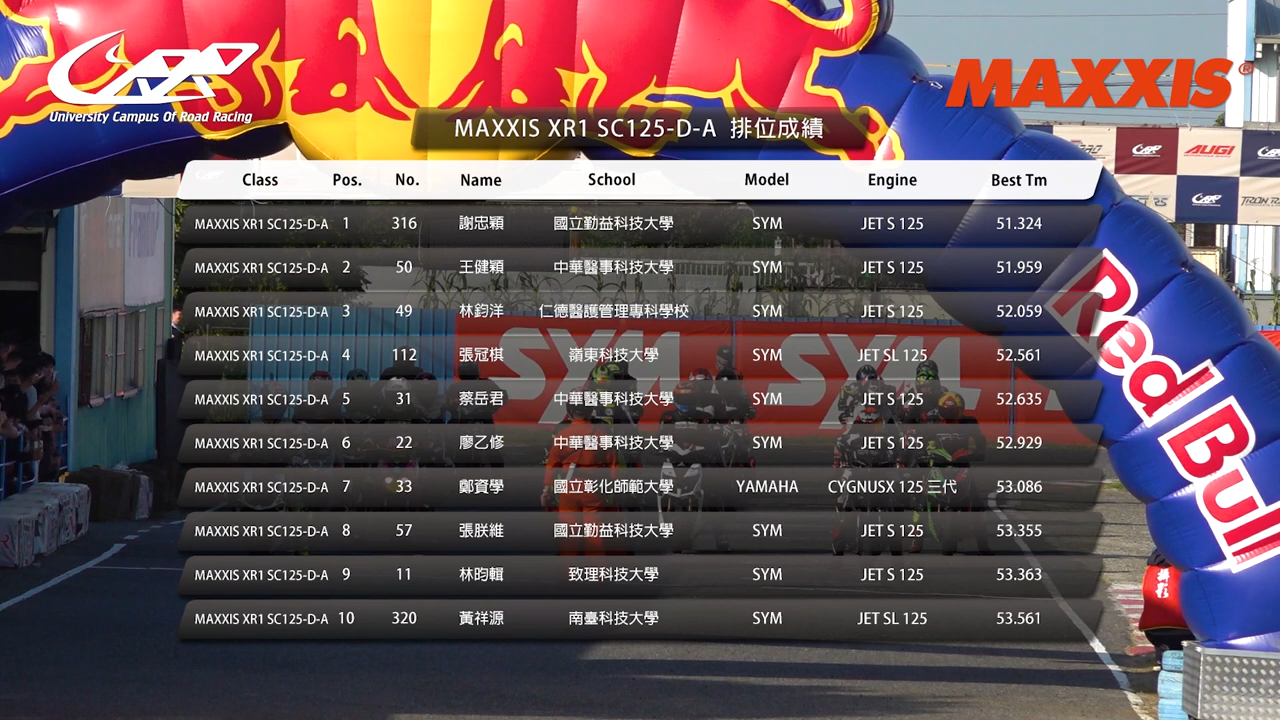 CURR
University Campus Of Road Racing
MAXXIS®
MAXXIS XR1 SC125-D-A 排位成績
Class Pos. No. Name School Model Engine Best Tm
MAXXIS XR1 SC125-D-A 1 316 謝忠穎 國立勤益科技大學 SYM JET S 125 51.324
MAXXIS XR1 SC125-D-A 2 50 王健穎 中華醫事科技大學 SYM JET S 125 51.959
MAXXIS XR1 SC125-D-A 3 49 林鈞洋 仁德醫護管理專科學校 SYM JET S 125 52.059
MAXXIS XR1 SC125-D-A 4 112 張冠棋 嶺東科技大學 SYM JET SL 125 52.561
MAXXIS XR1 SC125-D-A 5 31 蔡岳君 中華醫事科技大學 SYM JET S 125 52.635
MAXXIS XR1 SC125-D-A 6 22 廖乙修 中華醫事科技大學 SYM JET S 125 52.929
MAXXIS XR1 SC125-D-A 7 33 鄭資學 國立彰化師範大學 YAMAHA CYGNUSX 125 三代 53.086
MAXXIS XR1 SC125-D-A 8 57 張朕維 國立勤益科技大學 SYM JET S 125 53.355
MAXXIS XR1 SC125-D-A 9 11 林昀輯 致理科技大學 SYM JET S 125 53.363
MAXXIS XR1 SC125-D-A 10 320 黃祥源 南臺科技大學 SYM JET SL 125 53.561
AUGI
SYM SYM
Red Bull